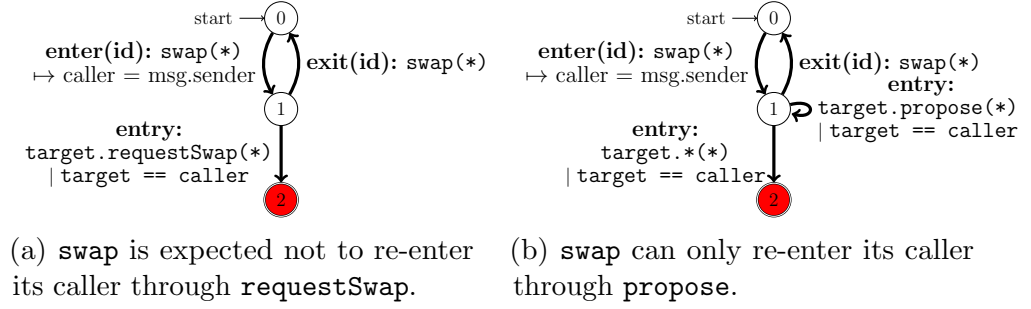 start
0
enter(id): swap(*)
↦ caller = msg.sender
exit(id): swap(*)
1
entry:
target.requestSwap(*)
| target == caller
2
(a) swap is expected not to re-enter
its caller through requestSwap.
start
0
enter(id): swap(*)
↦ caller = msg.sender
exit(id): swap(*)
1
entry:
target.propose(*)
| target == caller
entry:
target.*(*)
| target == caller
2
(b) swap can only re-enter its caller
through propose.